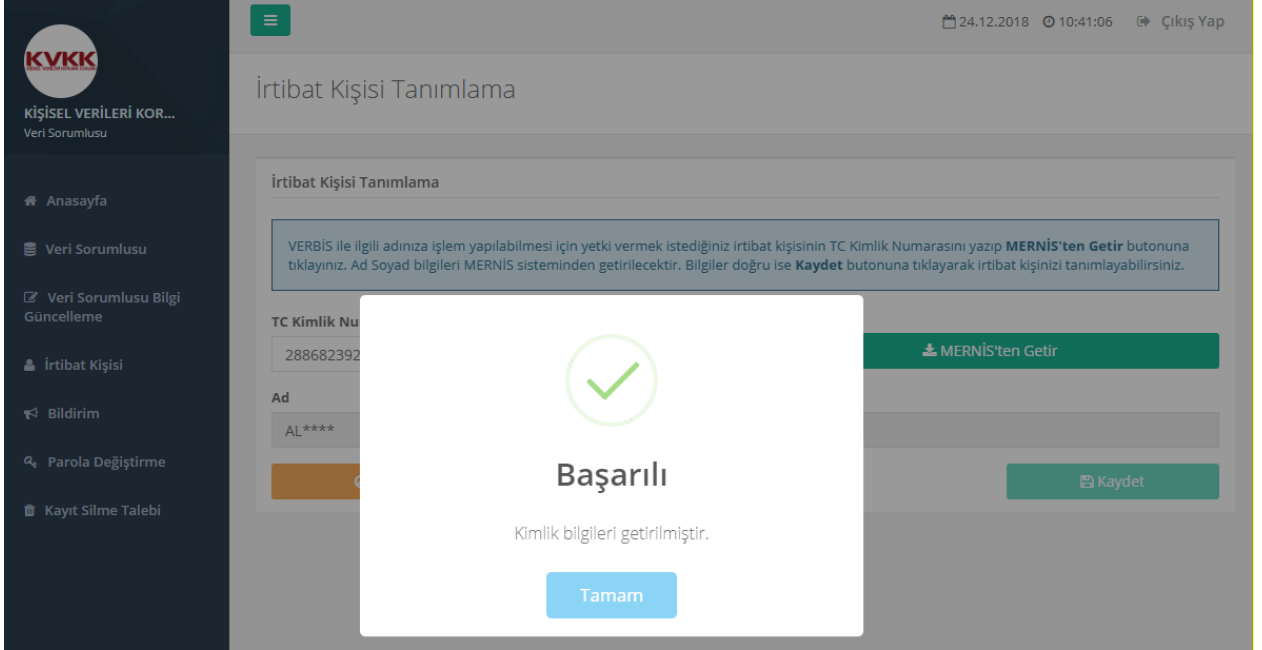 KVKK
KİŞİSEL VERİLERİ KOR...
Veri Sorumlusu
Anasayfa
Veri Sorumlusu
Veri Sorumlusu Bilgi
Güncelleme
İrtibat Kişisi
Bildirim
Parola Değiştirme
Kayıt Silme Talebi
24.12.2018 10:41:06 Çıkış Yap
İrtibat Kişisi Tanımlama
İrtibat Kişisi Tanımlama
VERBİS ile ilgili adınıza işlem yapılabilmesi için yetki vermek istediğiniz irtibat kişisinin TC Kimlik Numarasını yazıp MERNİS'ten Getir butonuna
tıklayınız. Ad Soyad bilgileri MERNİS sisteminden getirilecektir. Bilgiler doğru ise Kaydet butonuna tıklayarak irtibat kişinizi tanımlayabilirsiniz.
TC Kimlik Nu
288682392
MERNİS'ten Getir
Ad
AL****
Kaydet
Başarılı
Kimlik bilgileri getirilmiştir.
Tamam